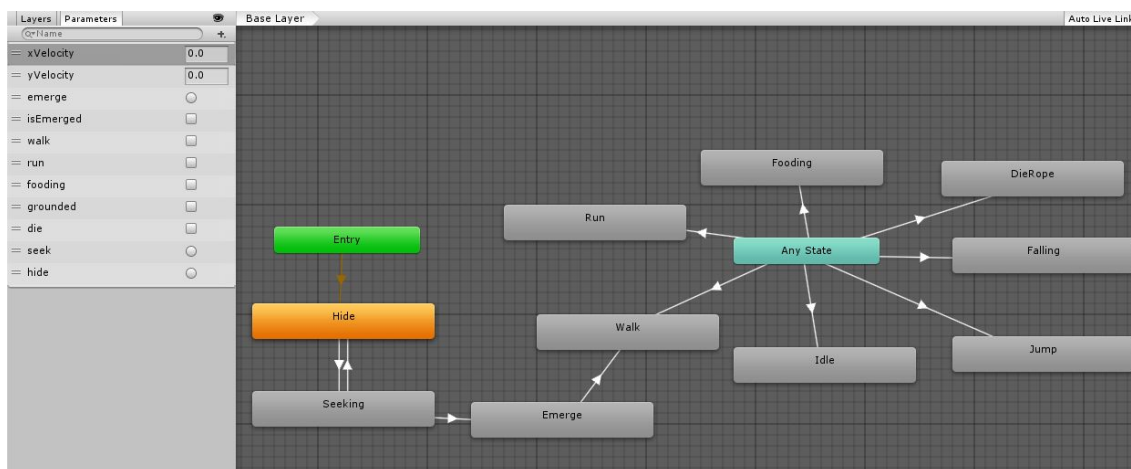 Layers Parameters
Name
xVelocity 0.0
yVelocity 0.0
emerge
isEmerged
walk
run
fooding
grounded
die
seek
hide
Base Layer Auto Live Link
Fooding
DieRope
Run
Entry
Any State
Falling
Hide
Walk
Jump
Idle
Seeking
Emerge